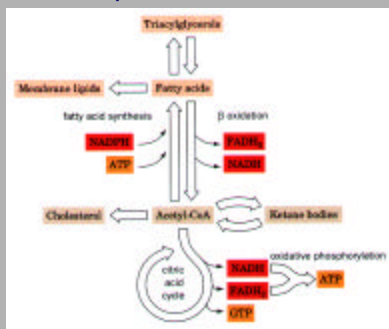 Triacylglycerols
Membrane lipids
Fatty acids
fatty acid synthesis
β oxidation
NADPH
FADH₂
ATP
NADH
Cholesterol
Acetyl-CoA
Ketone bodies
citric
acid
cycle
NADH
oxidative phosphorylation
FADH₂
ATP
GTP